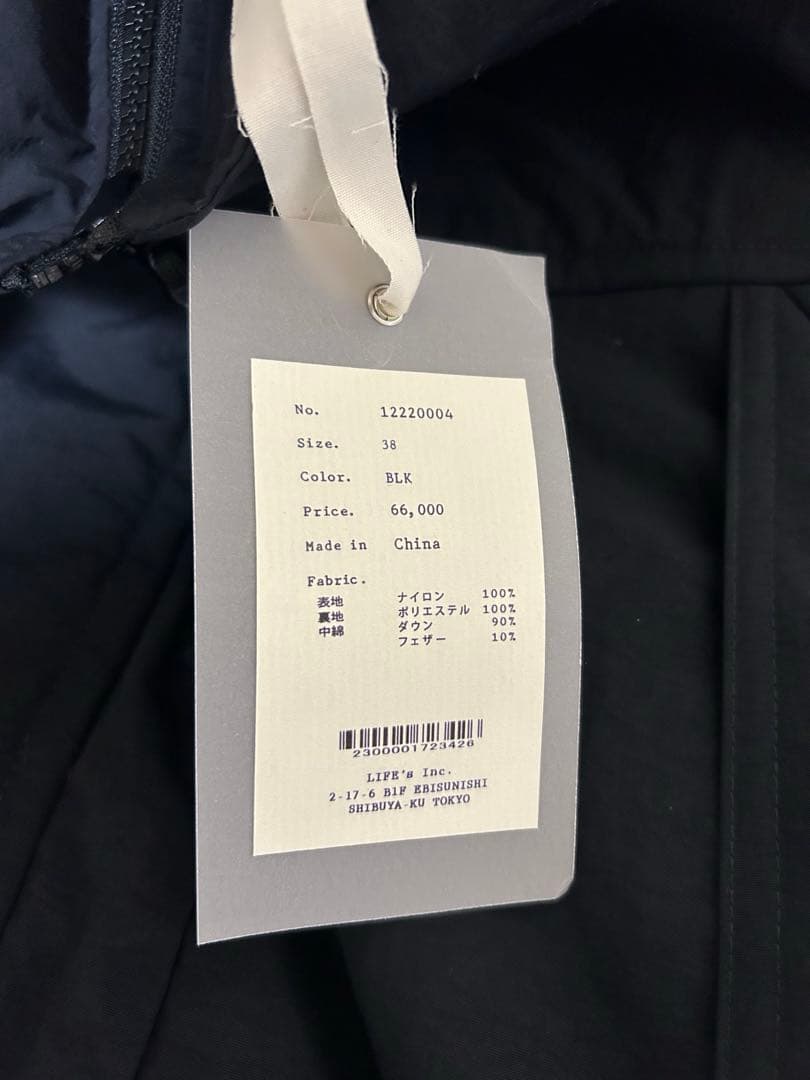 No. 12220004
Size. 38
Color. BLK
Price. 66,000
Made in China
Fabric.
表地 ナイロン 100%
裏地 ポリエステル 100%
中綿 ダウン 90%
フェザー 10%
2300001723426
LIFE's Inc.
2-17-6 B1F EBISUNISHI
SHIBUYA-KU TOKYO